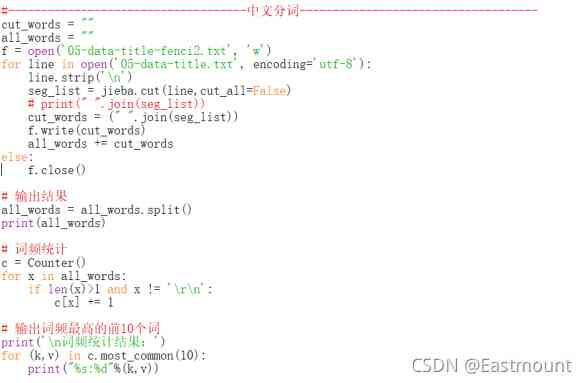 #----------------------------------中文分词----------------------------------
cut_words = ""
all_words = ""
f = open('05-data-title-fenci2.txt', 'w')
for line in open('05-data-title.txt', encoding='utf-8'):
    line.strip('\n')
    seg_list = jieba.cut(line,cut_all=False)
    # print(" ".join(seg_list))
    cut_words = (" ".join(seg_list))
    f.write(cut_words)
    all_words += cut_words
else:
    f.close()

# 输出结果
all_words = all_words.split()
print(all_words)

# 词频统计
c = Counter()
for x in all_words:
    if len(x)>1 and x != '\r\n':
        c[x] += 1

# 输出词频最高的前10个词
print('\n词频统计结果：')
for (k,v) in c.most_common(10):
    print("%s:%d"%(k,v))
CSDN @Eastmount